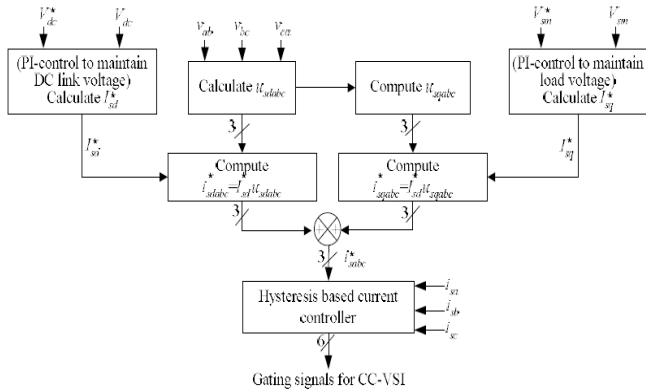 V*dc
Vdc
vab
vbc
vca
V*sm
Vsm
(PI-control to maintain
DC link voltage)
Calculate I*sd
Calculate usdabc
Compute usqabc
(PI-control to maintain
load voltage)
Calculate I*sq
3
3
I*sd
I*sq
Compute
i*sdabc=I*sd usdabc
Compute
i*sqabc=I*sd usqabc
3
3
3
i*sabc
Hysteresis based current
controller
isa
isb
isc
6
Gating signals for CC-VSI